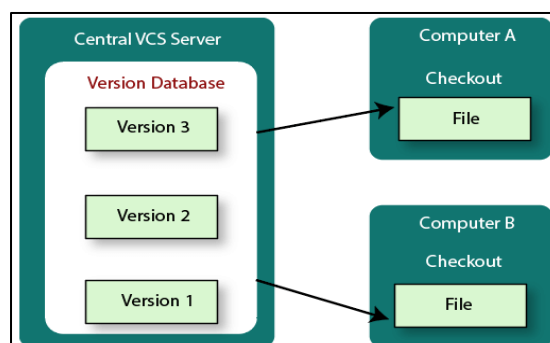 Central VCS Server
Version Database
Version 3
Version 2
Version 1
Computer A
Checkout
File
Computer B
Checkout
File